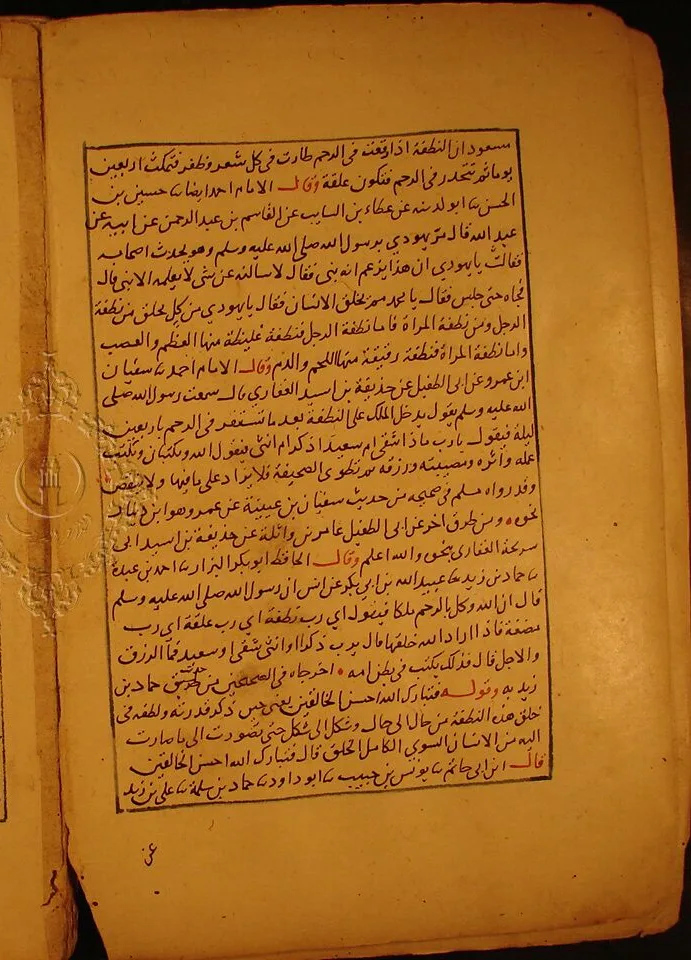 مسعود ان النطفة اذا وقعت في الرحم طارت في كل شعر وظفر فتمكث اربعين
يوما ثم تتحدر في الرحم فتكون علقة وقال الامام احد ايضا ثنا حسين بن
الحسن ثنا ابو كدينه عن عطاء بن السايب عن القاسم بن عبد الرحمن عن ابيه عن
عبد الله قال مر يهودي برسول الله صلى الله عليه وسلم وهو يحدث اصحابه
فقالت يا يهودي ان هذا يزعم انه نبي فقال لاسالنه عن شي لا يعلمه الا نبي قال
فجاه حتى جلس فقال يا محمد مم يخلق الانسان فقال يا يهودي من كل يخلق من نطفة
الرجل ومن نطفة المراة فاما نطفة الرجل فنطفة غليظة منها العظم والعصب
واما نطفة المراة فنطفة رقيقة منها اللحم والدم وقال الامام احمد ثنا سفيان
ابن عمرو عن ابي الطفيل عن حذيفة بن اسيد الغفاري قال سمعت رسول الله صلى
الله عليه وسلم يقول يدخل الملك على النطفة بعد ما تستقر في الرحم باربعين
ليلة فيقول يا رب ماذا اشقي ام سعيد اذكر ام انثى فيقول الله ويكتبان ويكتب
عمله واثره ومصيبته ورزقه ثم تطوى الصحيفة فلا يزاد على ما فيها ولا ينقص
وقد رواه مسلم في صحيحه من حديث سفيان بن عيينة عن عمرو وهو ابن دينار
نحوه ومن طرق اخر عن ابي الطفيل عامر بن واثلة عن حذيفة بن اسيد ابي
سريحة الغفاري بنحوه والله اعلم وقال الحافظ ابو بكر البزار ثنا احد بن عبدة
ثنا حماد بن زيد ثنا عبيد الله بن ابي بكر عن انس ان رسول الله صلى الله عليه وسلم
قال ان الله وكل بالرحم ملكا فيقول اي رب نطفة اي رب علقة اي رب
مضغة فاذا اراد الله خلقها قال يرب ذكر او انثى شقي او سعيد فما الرزق
والاجل قال فذلك يكتب في بطن امه اخرجاه في الصحيحين من حديث حماد بن
زيد به وقوله فتبارك الله احسن الخالقين يعني حين ذكر قدرته ولطفه في
خلق هذه النطفة من حال الى حال وشكل الى شكل حتى تصورت الى ما صارت
اليه من الانسان السوي الكامل الخلق قال فتبارك الله احسن الخالقين
قال ابن ابي حاتم ثنا يونس بن حبيب ثنا ابو داود ثنا حماد بن سلمة ثنا علي بن زيد
عن